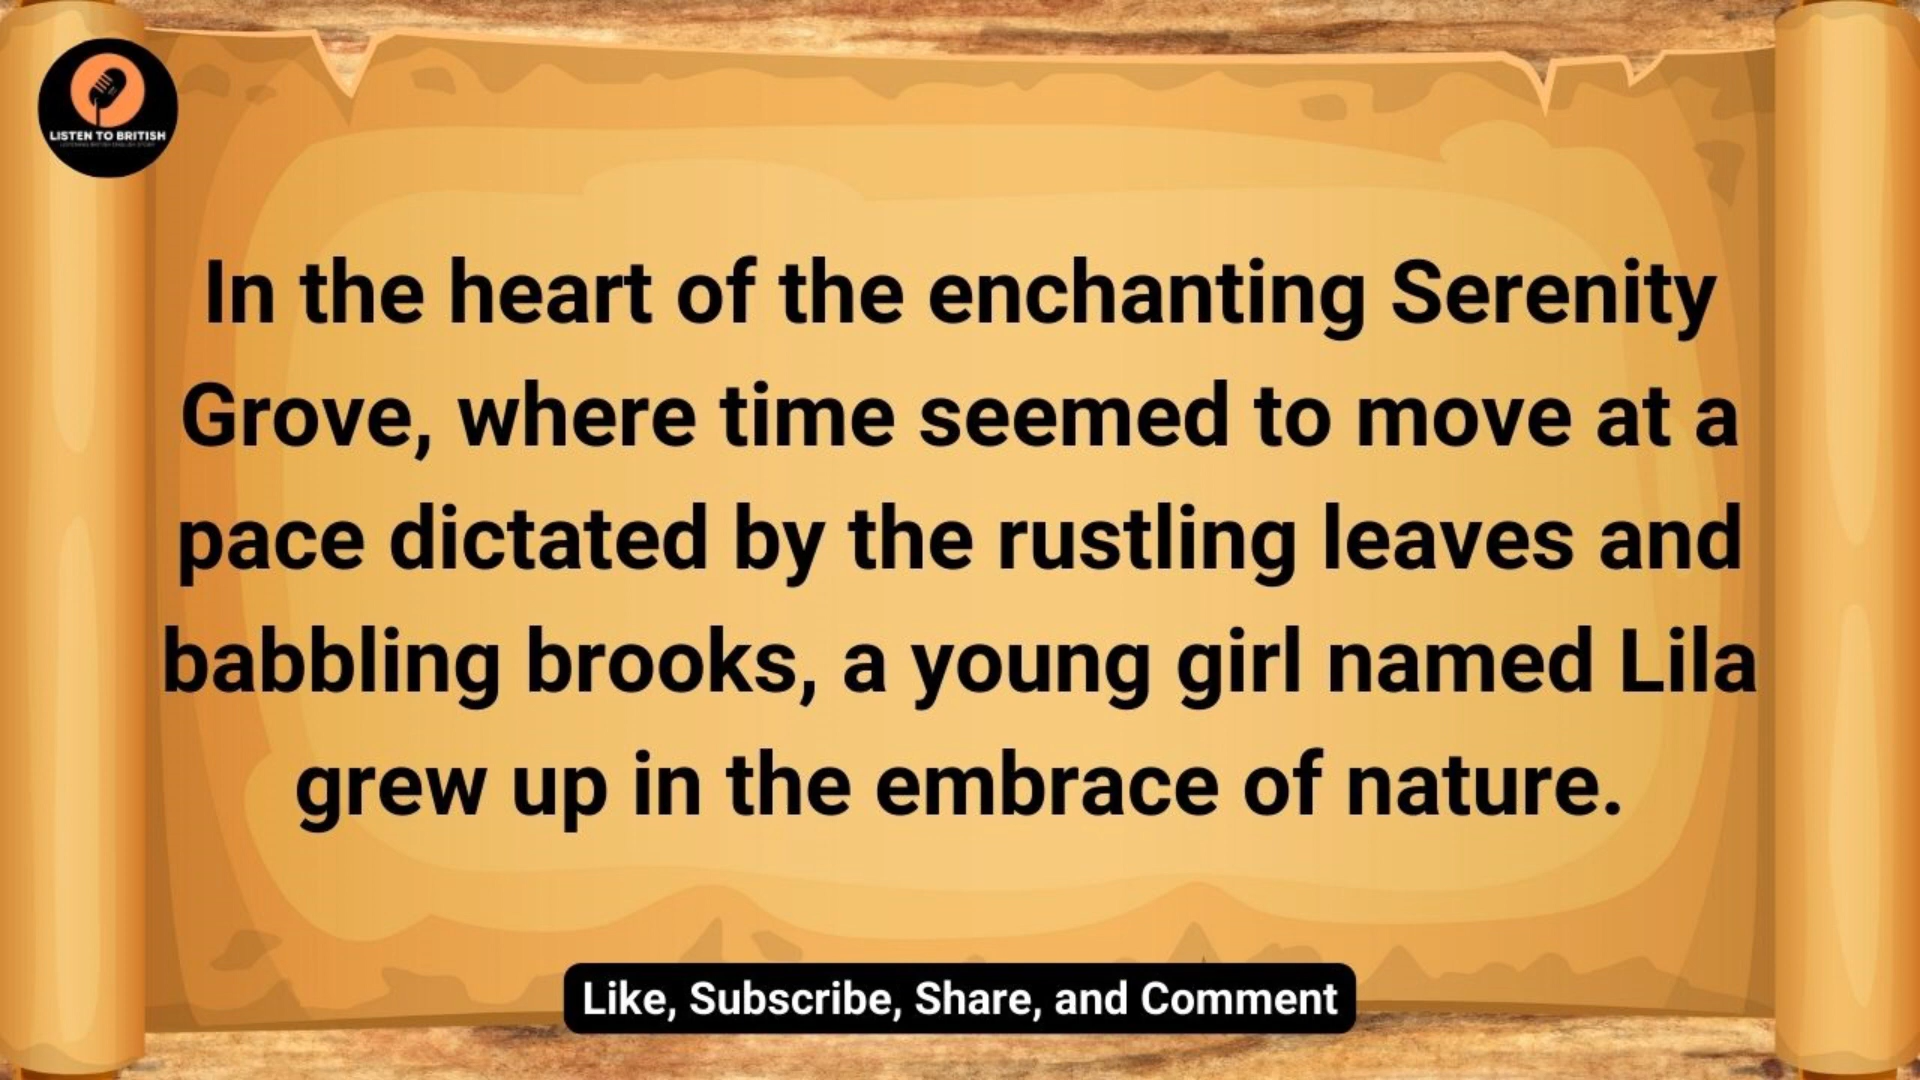 LISTEN TO BRITISH
In the heart of the enchanting Serenity
Grove, where time seemed to move at a
pace dictated by the rustling leaves and
babbling brooks, a young girl named Lila
grew up in the embrace of nature.
Like, Subscribe, Share, and Comment